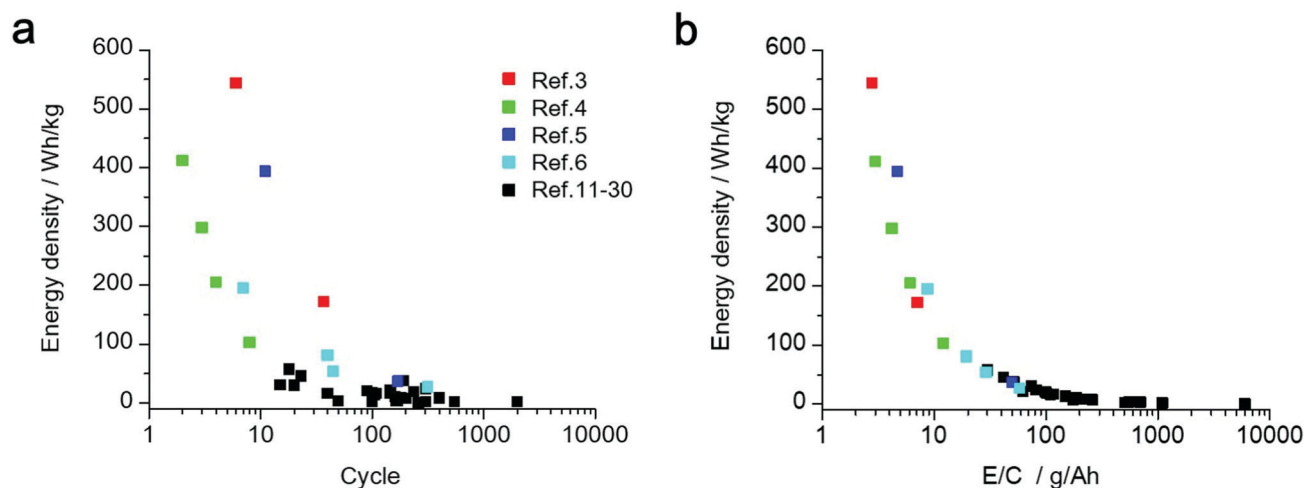 a
600
500
400
300
200
100
0
Energy density / Wh/kg
1
10
100
1000
10000
Cycle
Ref.3
Ref.4
Ref.5
Ref.6
Ref.11-30
b
600
500
400
300
200
100
0
Energy density / Wh/kg
1
10
100
1000
10000
E/C / g/Ah